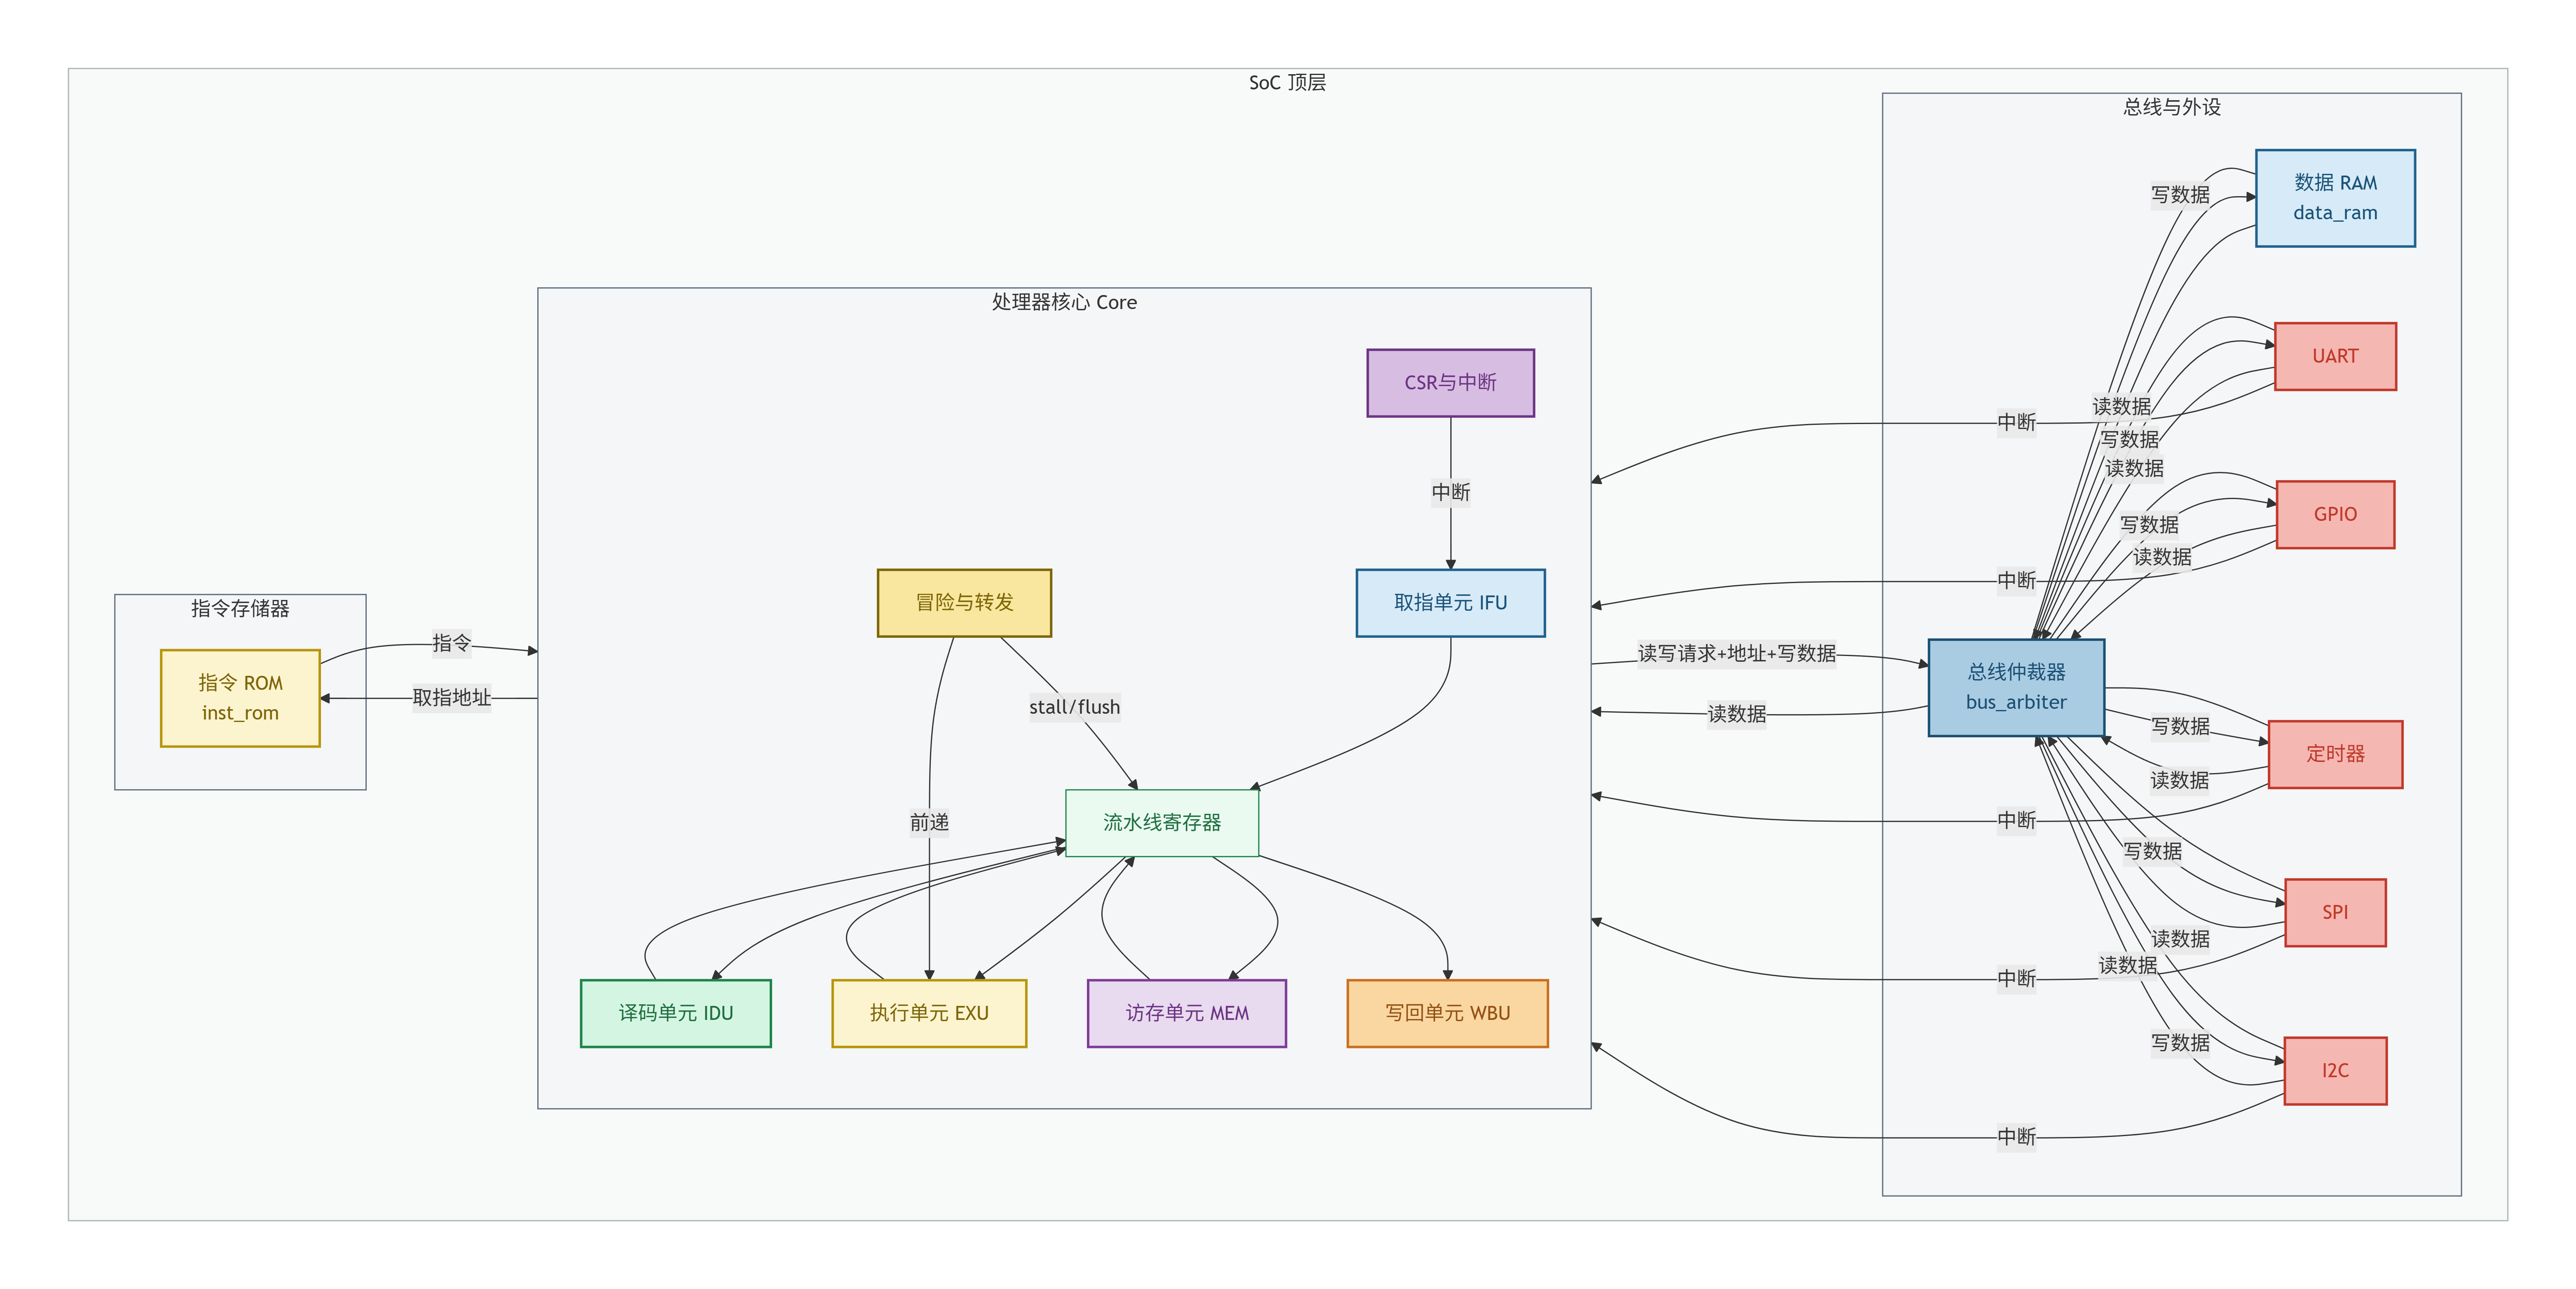 SoC 顶层
总线与外设
数据 RAM
data_ram
写数据
处理器核心 Core
UART
CSR与中断
读数据
中断
写数据
读数据
中断
GPIO
写数据
读数据
中断
冒险与转发
取指单元 IFU
指令存储器
指令
读写请求+地址+写数据
总线仲裁器
bus_arbiter
指令 ROM
inst_rom
取指地址
stall/flush
读数据
写数据
定时器
读数据
前递
流水线寄存器
中断
写数据
SPI
读数据
读数据
中断
译码单元 IDU
执行单元 EXU
访存单元 MEM
写回单元 WBU
写数据
I2C
中断